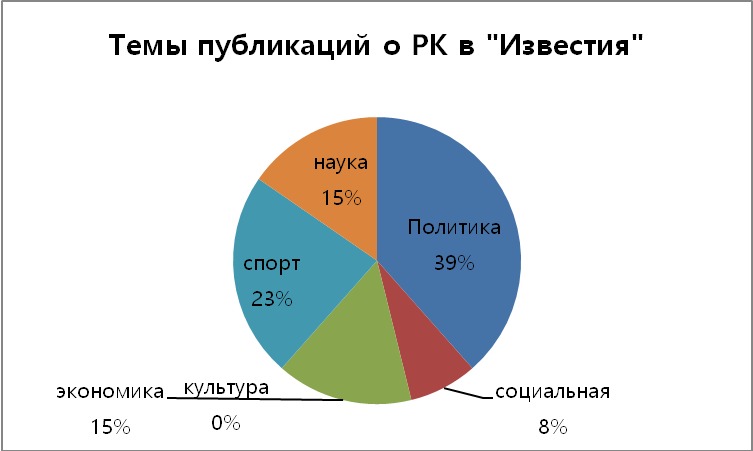 Темы публикаций о РК в "Известия"
наука
15%
Политика
39%
спорт
23%
экономика
15%
культура
0%
социальная
8%